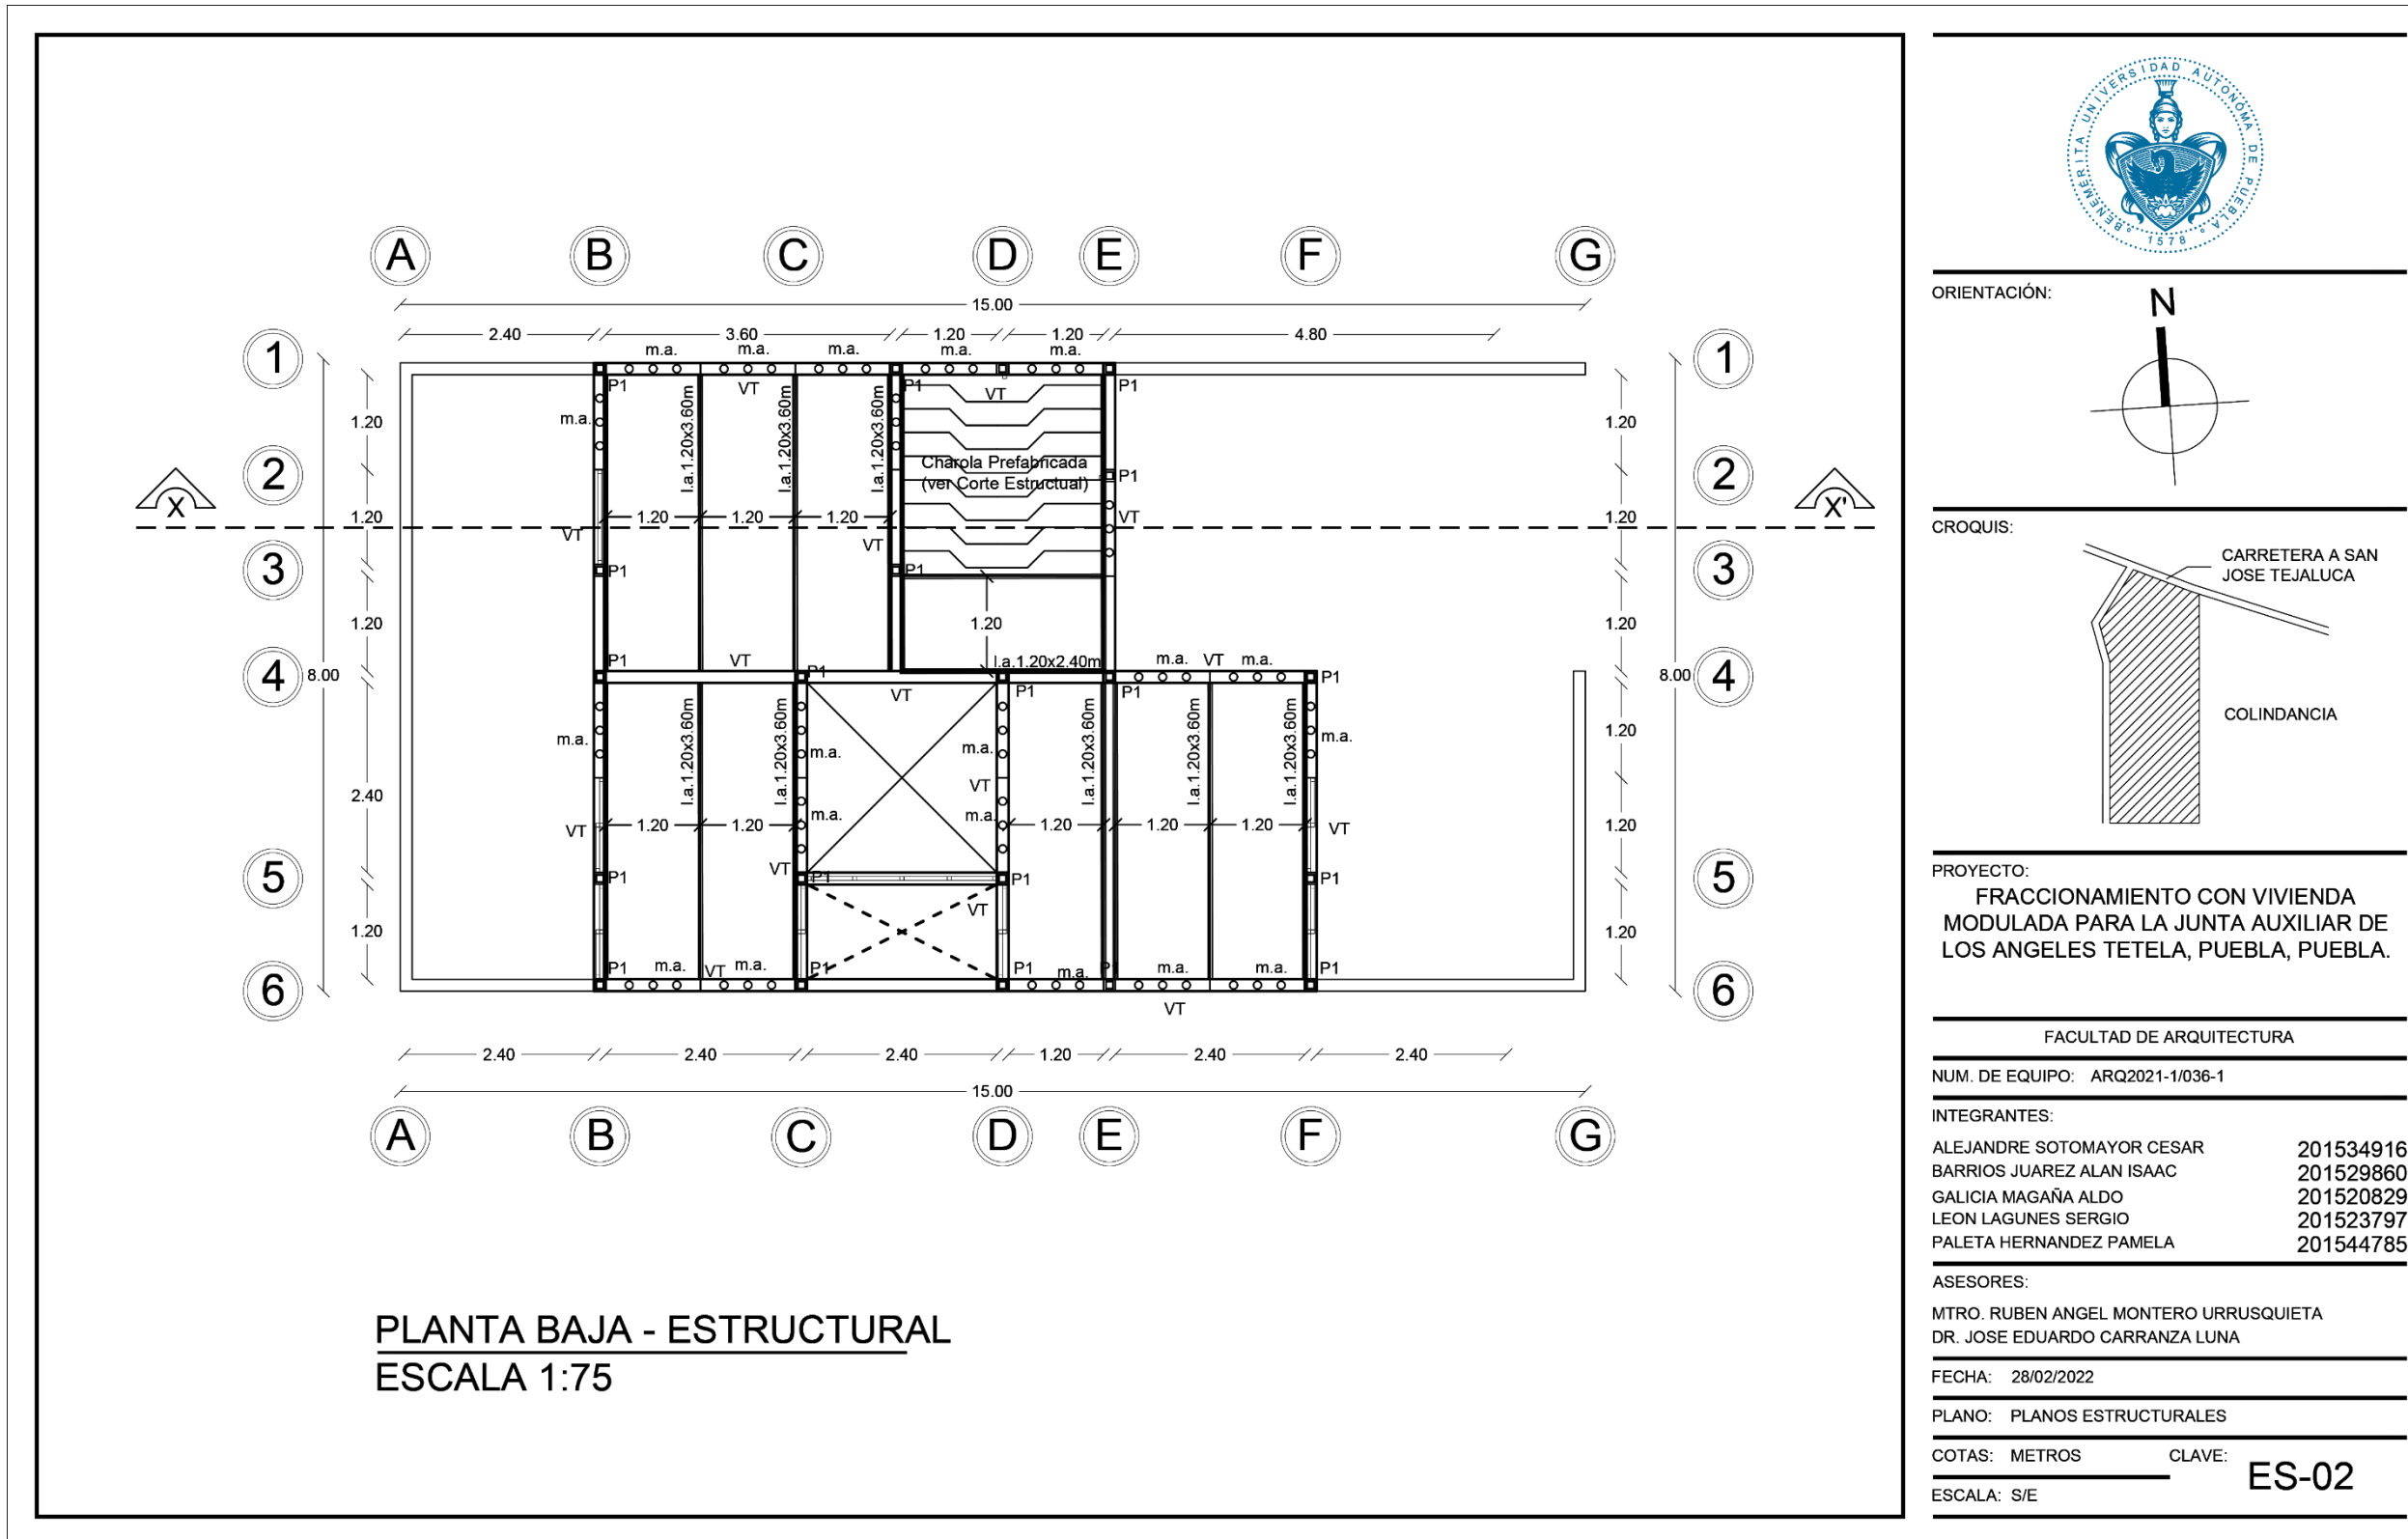 A B C D E F G
15.00
2.40 3.60 1.20 1.20 4.80
m.a. m.a. m.a. m.a. m.a.
1 1
P1 VT P1 VT P1
l.a.1.20x3.60m l.a.1.20x3.60m l.a.1.20x3.60m
1.20 m.a. 1.20
Charola Prefabricada
(ver Corte Estructual)
2 P1 2
X X'
1.20 1.20 1.20 1.20 VT 1.20
VT VT
3 P1 P1 3
1.20 1.20 1.20
P1 VT P1 l.a.1.20x2.40m m.a. VT m.a.
4 8.00 P1 8.00 4
VT P1 P1
l.a.1.20x3.60m l.a.1.20x3.60m l.a.1.20x3.60m l.a.1.20x3.60m l.a.1.20x3.60m
m.a. m.a. m.a. m.a. 1.20
VT
2.40 m.a. m.a.
VT 1.20 1.20 1.20 1.20 1.20 VT 1.20
VT
5 P1 P1 P1 P1 5
VT
1.20 1.20
P1 m.a. VT m.a. P1 P1 m.a. P1 m.a. m.a. P1
6 6
VT
2.40 2.40 2.40 1.20 2.40 2.40
15.00
A B C D E F G
PLANTA BAJA - ESTRUCTURAL
ESCALA 1:75
BENEMÉRITA UNIVERSIDAD AUTÓNOMA DE PUEBLA
1578
ORIENTACIÓN:
N
CROQUIS:
CARRETERA A SAN
JOSE TEJALUCA
COLINDANCIA
PROYECTO:
FRACCIONAMIENTO CON VIVIENDA
MODULADA PARA LA JUNTA AUXILIAR DE
LOS ANGELES TETELA, PUEBLA, PUEBLA.
FACULTAD DE ARQUITECTURA
NUM. DE EQUIPO: ARQ2021-1/036-1
INTEGRANTES:
ALEJANDRE SOTOMAYOR CESAR 201534916
BARRIOS JUAREZ ALAN ISAAC 201529860
GALICIA MAGAÑA ALDO 201520829
LEON LAGUNES SERGIO 201523797
PALETA HERNANDEZ PAMELA 201544785
ASESORES:
MTRO. RUBEN ANGEL MONTERO URRUSQUIETA
DR. JOSE EDUARDO CARRANZA LUNA
FECHA: 28/02/2022
PLANO: PLANOS ESTRUCTURALES
COTAS: METROS CLAVE: ES-02
ESCALA: S/E